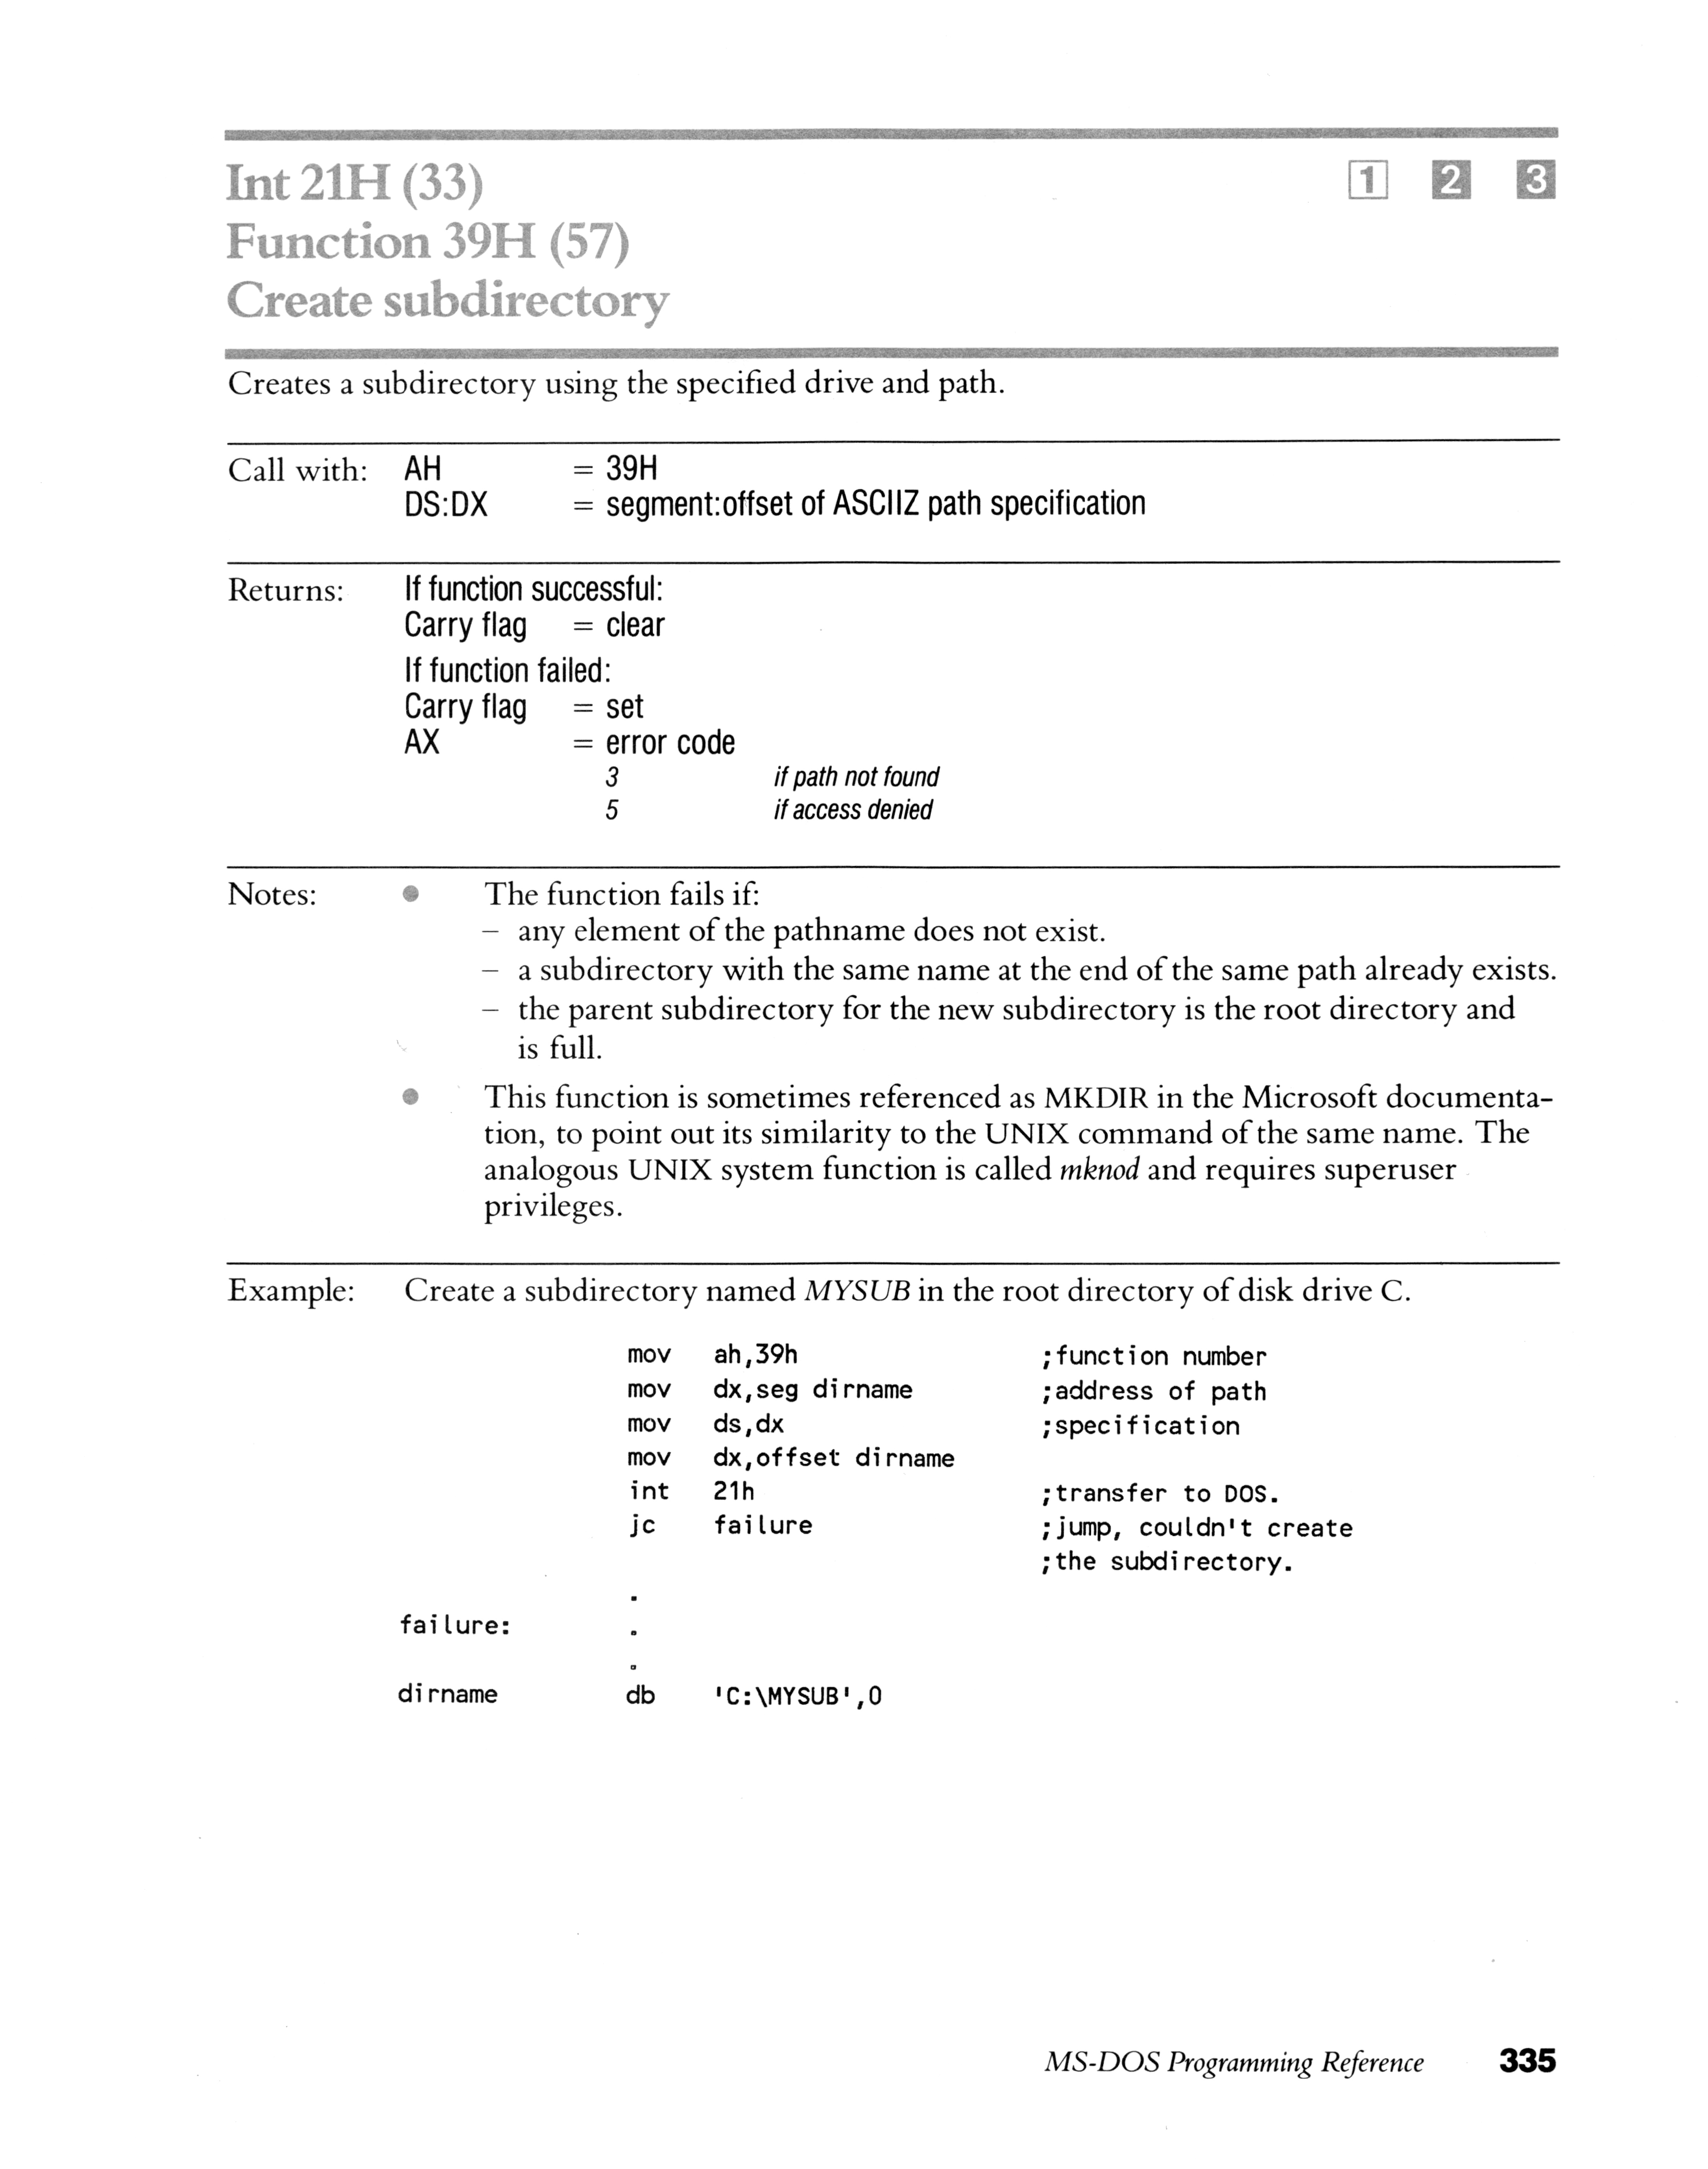 Int 21H (33) 1 2 3
Function 39H (57)
Create subdirectory
Creates a subdirectory using the specified drive and path.
Call with: AH = 39H
DS:DX = segment:offset of ASCIIZ path specification
Returns: If function successful:
Carry flag = clear
If function failed:
Carry flag = set
AX = error code
3 if path not found
5 if access denied
Notes: ● The function fails if:
– any element of the pathname does not exist.
– a subdirectory with the same name at the end of the same path already exists.
– the parent subdirectory for the new subdirectory is the root directory and
is full.
● This function is sometimes referenced as MKDIR in the Microsoft documenta-
tion, to point out its similarity to the UNIX command of the same name. The
analogous UNIX system function is called mknod and requires superuser
privileges.
Example: Create a subdirectory named MYSUB in the root directory of disk drive C.
mov ah,39h ;function number
mov dx,seg dirname ;address of path
mov ds,dx ;specification
mov dx,offset dirname
int 21h ;transfer to DOS.
jc failure ;jump, couldn't create
;the subdirectory.
.
failure: .
.
dirname db 'C:\MYSUB',0
MS-DOS Programming Reference 335